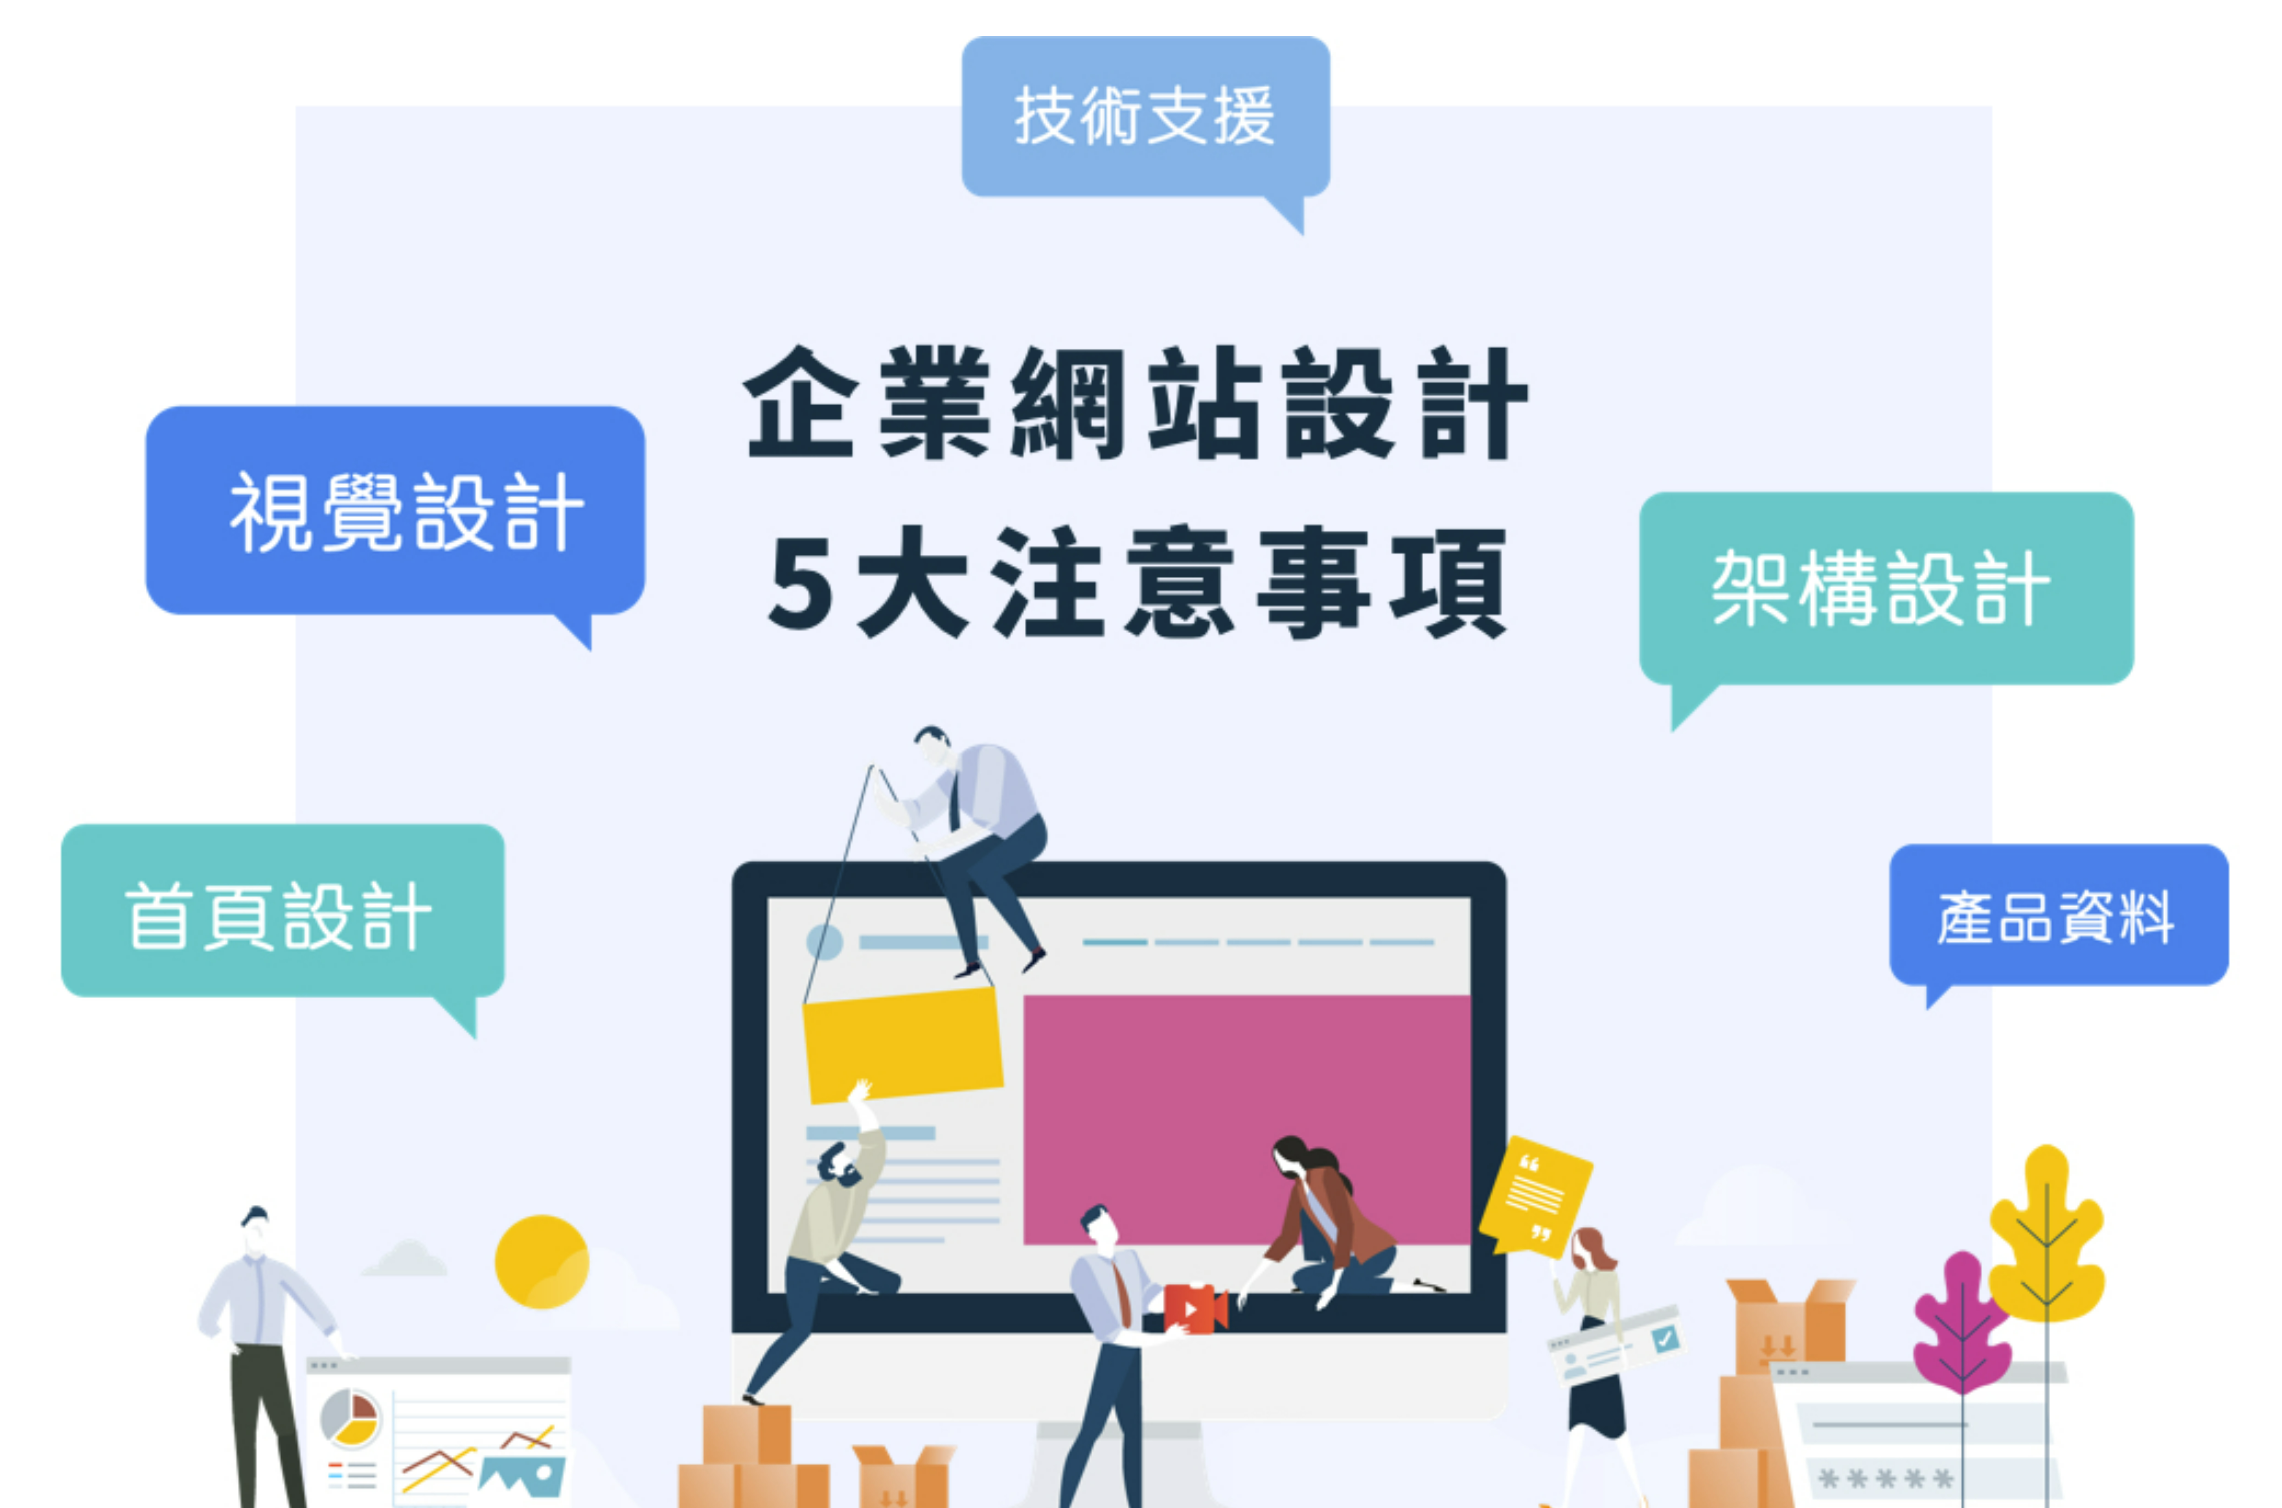 技術支援
企業網站設計
5大注意事項
視覺設計
架構設計
首頁設計
產品資料
*****